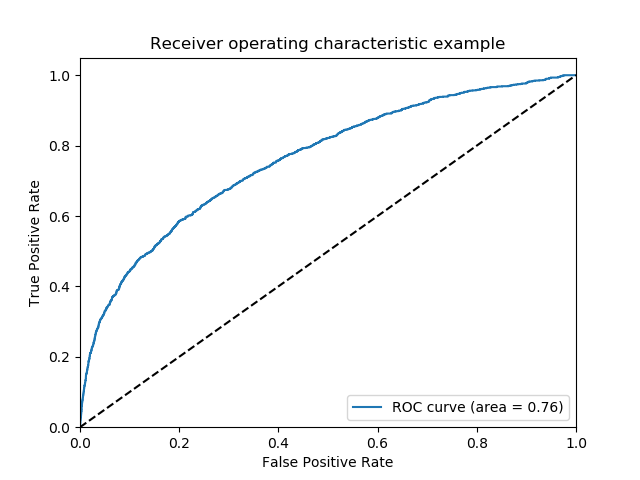 Receiver operating characteristic example
True Positive Rate
1.0
0.8
0.6
0.4
0.2
0.0
ROC curve (area = 0.76)
0.0 0.2 0.4 0.6 0.8 1.0
False Positive Rate